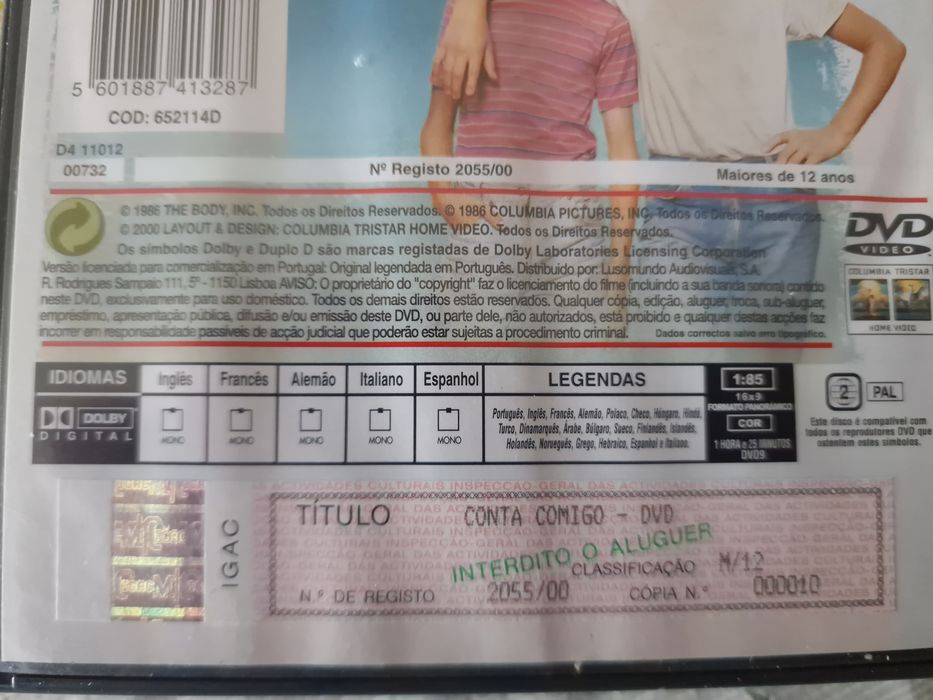 5 601887 413287
COD: 652114D
D4 11012
00732
Nº Registo 2055/00
Maiores de 12 anos
© 1986 THE BODY, INC. Todos os Direitos Reservados. © 1986 COLUMBIA PICTURES, INC. Todos os Direitos Reservados.
© 2000 LAYOUT & DESIGN: COLUMBIA TRISTAR HOME VIDEO. Todos os Direitos Reservados.
Os símbolos Dolby e Duplo D são marcas registadas de Dolby Laboratories Licensing Corporation
Versão licenciada para comercialização em Portugal: Original legendada em Português. Distribuido por: Lusomundo Audiovisuais, S.A.
R. Rodrigues Sampaio 111, 5º - 1150 Lisboa AVISO: O proprietário do "copyright" faz o licenciamento do filme (incluindo a sua banda sonora) contido
neste DVD, exclusivamente para uso doméstico. Todos os demais direitos estão reservados. Qualquer cópia, edição, aluguer, troca, sub-aluguer,
empréstimo, apresentação pública, difusão e/ou emissão deste DVD, ou parte dele, não autorizados, está proibido e qualquer destas acções faz
incorrer em responsabilidade passíveis de acção judicial que poderão estar sujeitas a procedimento criminal.
Dados correctos salvo erro tipográfico.
DVD
VIDEO
COLUMBIA TRISTAR
HOME VIDEO
IDIOMAS
Inglês
Francês
Alemão
Italiano
Espanhol
LEGENDAS
DOLBY
DIGITAL
MONO
MONO
MONO
MONO
MONO
Português, Inglês, Francês, Alemão, Polaco, Checo, Húngaro, Hindú,
Turco, Dinamarquês, Árabe, Búlgaro, Sueco, Finlandês, Islandês,
Holandês, Norueguês, Grego, Hebraico, Espanhol e Italiano.
1:85
16x9
FORMATO PANORÂMICO
COR
1 HORA e 25 MINUTOS
DVD9
2
PAL
Este disco é compatível com
todos os reprodutores DVD que
ostentem estes símbolos.
IGAC
ACTIVIDADES CULTURAIS INSPECÇÃO-GERAL DAS ACTIVIDADES CULTURAIS
TÍTULO
CONTA COMIGO - DVD
INTERDITO O ALUGUER
CLASSIFICAÇÃO
M/12
N.º DE REGISTO
2055/00
CÓPIA N.º
000010